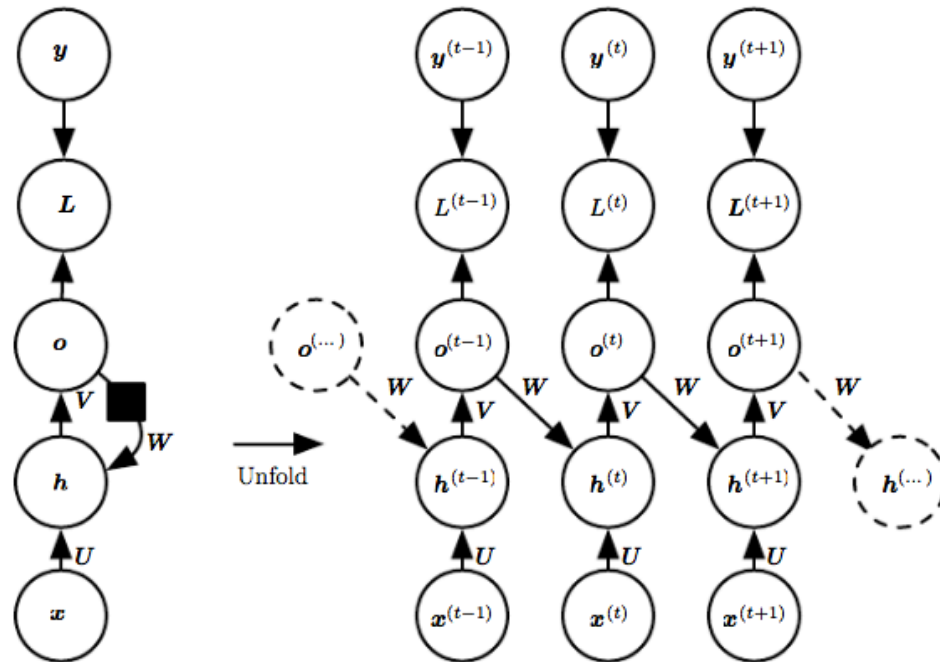 y y^(t−1) y^(t) y^(t+1)
L L^(t−1) L^(t) L^(t+1)
o o^(...) o^(t−1) o^(t) o^(t+1)
W W W W
V V V V
W
h h^(t−1) h^(t) h^(t+1) h^(...)
Unfold
U U U U
x x^(t−1) x^(t) x^(t+1)